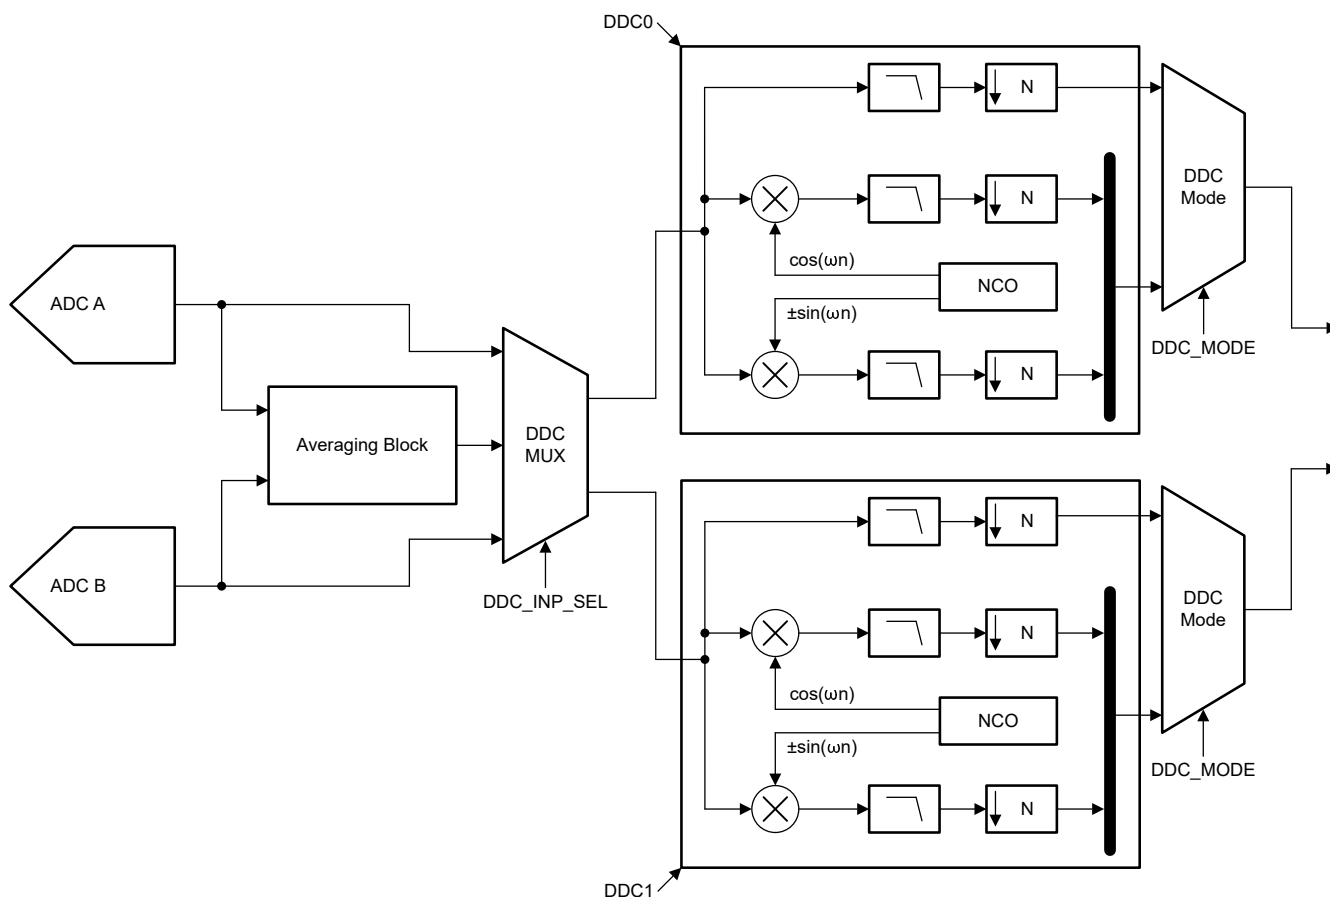 DDC0
N
N
DDC
Mode
cos(ωn)
NCO
±sin(ωn)
N
DDC_MODE
ADC A
Averaging Block
DDC
MUX
ADC B
DDC_INP_SEL
N
N
DDC
Mode
cos(ωn)
NCO
±sin(ωn)
N
DDC_MODE
DDC1